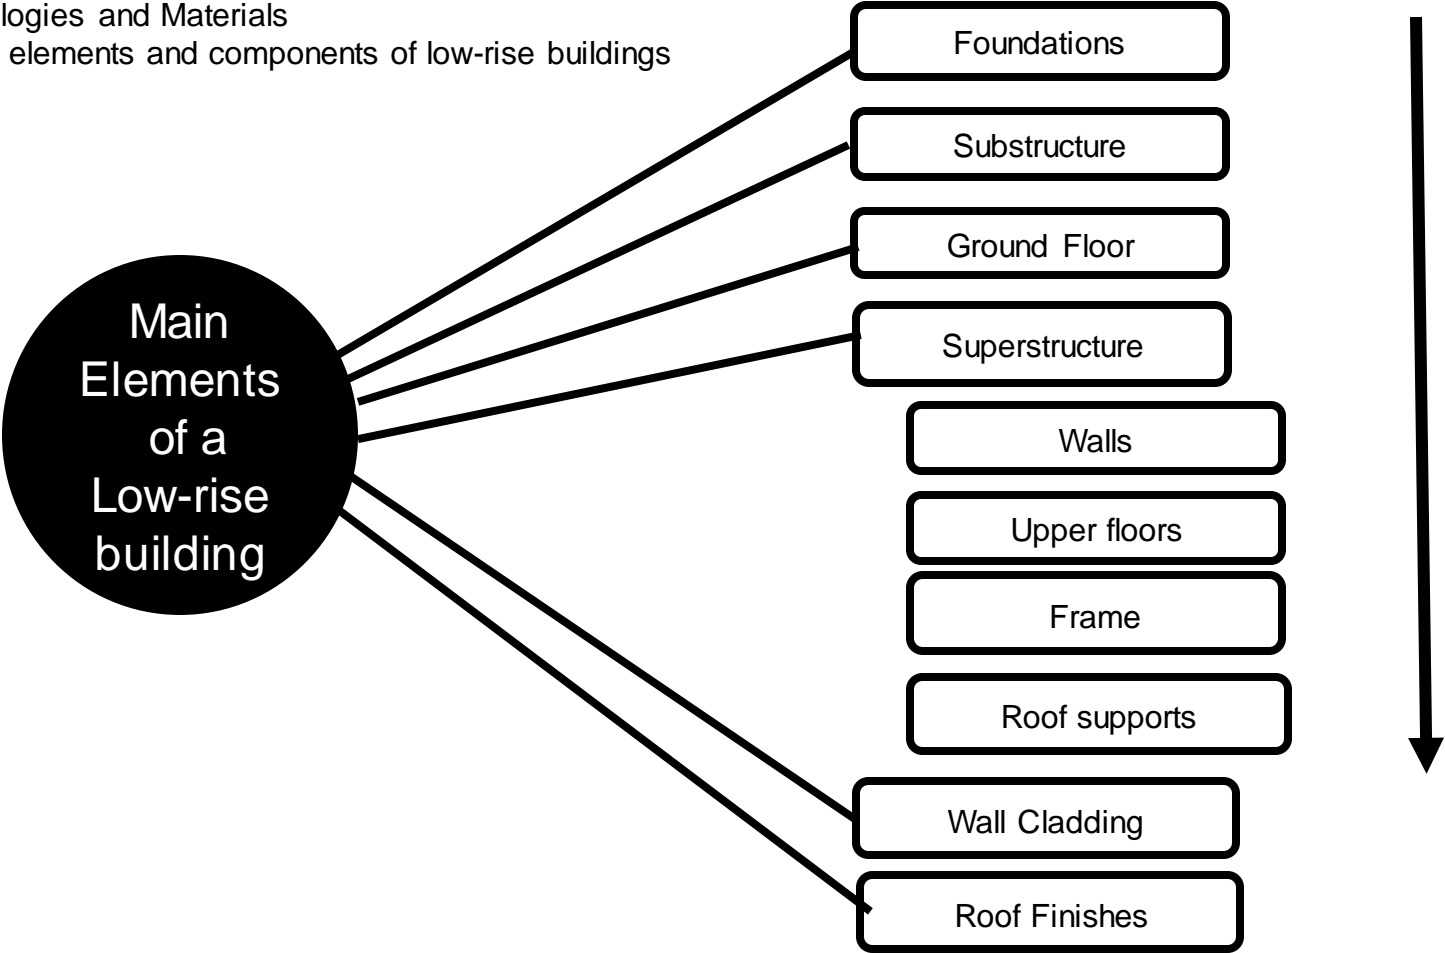 logies and Materials
elements and components of low-rise buildings
Foundations
Substructure
Ground Floor
Superstructure
Main
Elements
of a
Low-rise
building
Walls
Upper floors
Frame
Roof supports
Wall Cladding
Roof Finishes